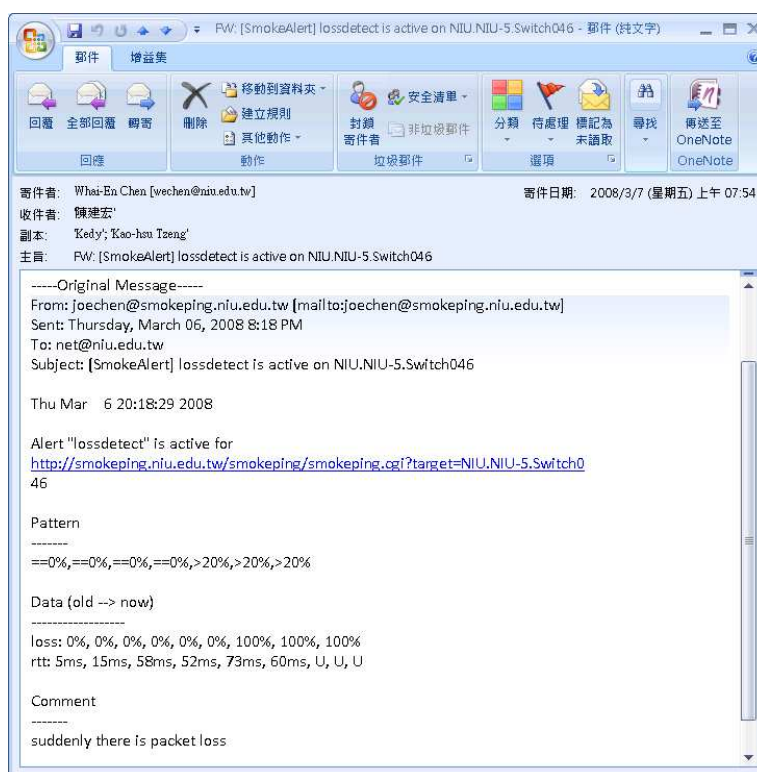 FW: [SmokeAlert] lossdetect is active on NIU.NIU-5.Switch046 - 郵件 (純文字)
郵件 增益集
回覆 全部回覆 轉寄
回應
刪除
移動到資料夾
建立規則
其他動作
動作
封鎖寄件者
安全清單
非垃圾郵件
垃圾郵件
分類 待處理 標記為未讀取
選項
尋找
傳送至 OneNote
OneNote
寄件者: Whai-En Chen [wechen@niu.edu.tw] 寄件日期: 2008/3/7 (星期五) 上午 07:54
收件者: '陳建宏'
副本: 'Kedy'; 'Kao-hsu Tzeng'
主旨: FW: [SmokeAlert] lossdetect is active on NIU.NIU-5.Switch046
-----Original Message-----
From: joechen@smokeping.niu.edu.tw [mailto:joechen@smokeping.niu.edu.tw]
Sent: Thursday, March 06, 2008 8:18 PM
To: net@niu.edu.tw
Subject: [SmokeAlert] lossdetect is active on NIU.NIU-5.Switch046
Thu Mar 6 20:18:29 2008
Alert "lossdetect" is active for
http://smokeping.niu.edu.tw/smokeping/smokeping.cgi?target=NIU.NIU-5.Switch0
46
Pattern
-------
==0%,==0%,==0%,==0%,>20%,>20%,>20%
Data (old --> now)
------------------
loss: 0%, 0%, 0%, 0%, 0%, 0%, 100%, 100%, 100%
rtt: 5ms, 15ms, 58ms, 52ms, 73ms, 60ms, U, U, U
Comment
-------
suddenly there is packet loss